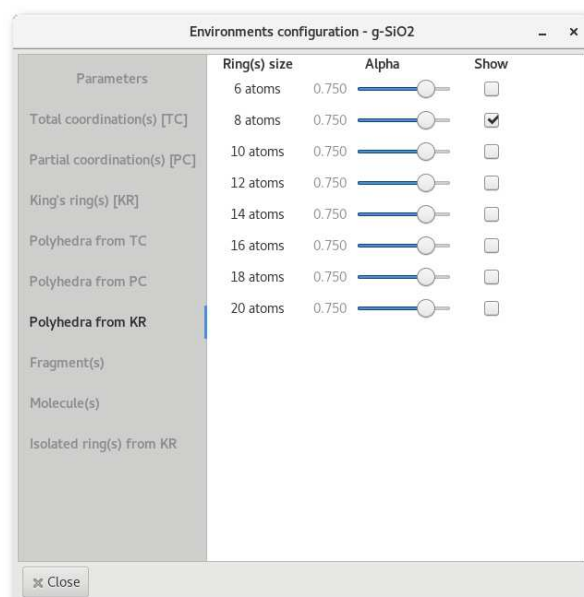 Environments configuration - g-SiO2
Parameters
Total coordination(s) [TC]
Partial coordination(s) [PC]
King's ring(s) [KR]
Polyhedra from TC
Polyhedra from PC
Polyhedra from KR
Fragment(s)
Molecule(s)
Isolated ring(s) from KR
Ring(s) size Alpha Show
6 atoms 0.750
8 atoms 0.750
10 atoms 0.750
12 atoms 0.750
14 atoms 0.750
16 atoms 0.750
18 atoms 0.750
20 atoms 0.750
Close